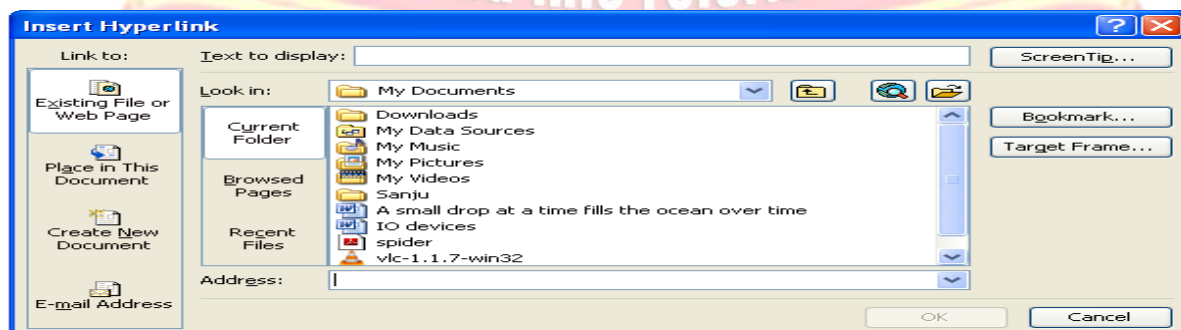 Insert Hyperlink
Link to:
Text to display:
ScreenTip...
Existing File or
Web Page
Look in:
My Documents
Current
Folder
Downloads
My Data Sources
My Music
My Pictures
My Videos
Sanju
A small drop at a time fills the ocean over time
IO devices
spider
vlc-1.1.7-win32
Bookmark...
Target Frame...
Place in This
Document
Browsed
Pages
Create New
Document
Recent
Files
E-mail Address
Address:
OK
Cancel